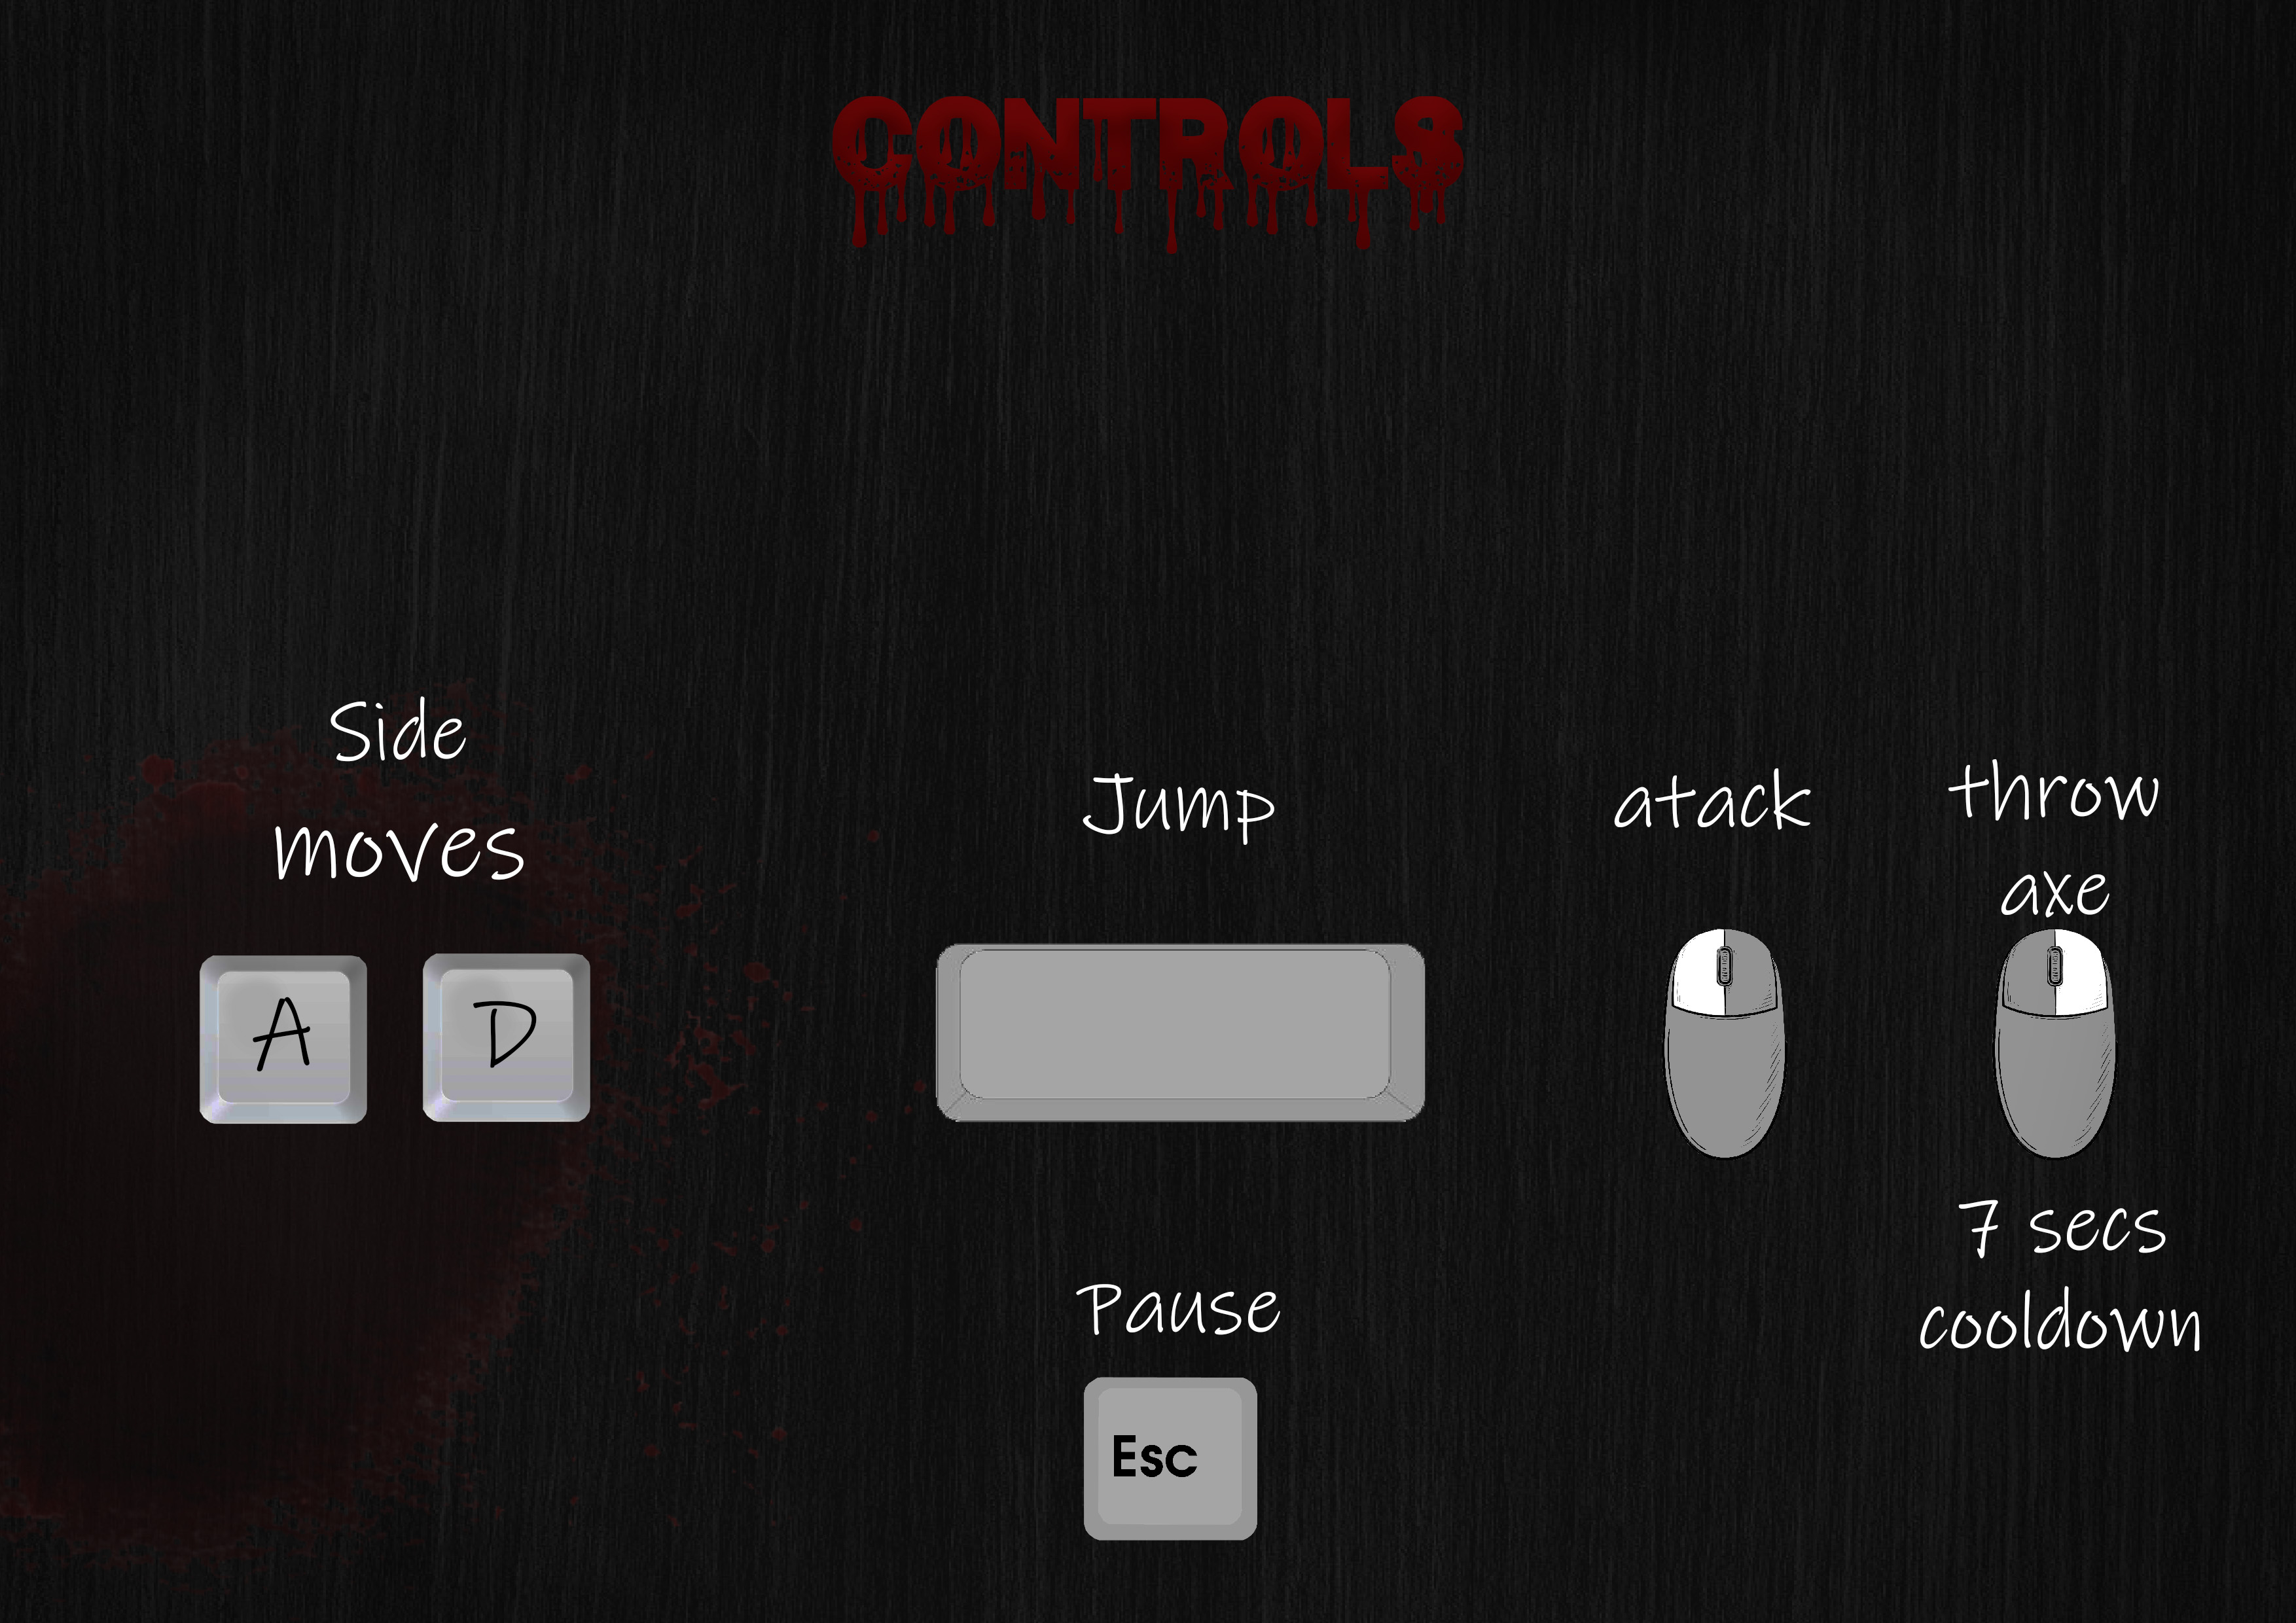 CONTROLS
Side
moves
A
D
Jump
atack
throw
axe
7 secs
cooldown
Pause
Esc